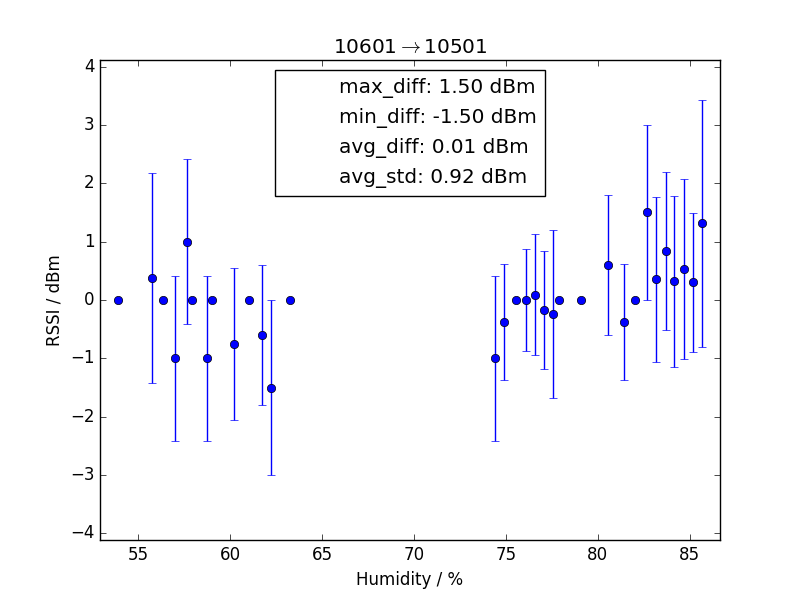 10601→10501
max_diff: 1.50 dBm
min_diff: -1.50 dBm
avg_diff: 0.01 dBm
avg_std: 0.92 dBm
4
3
2
1
0
−1
−2
−3
−4
RSSI / dBm
55 60 65 70 75 80 85
Humidity / %